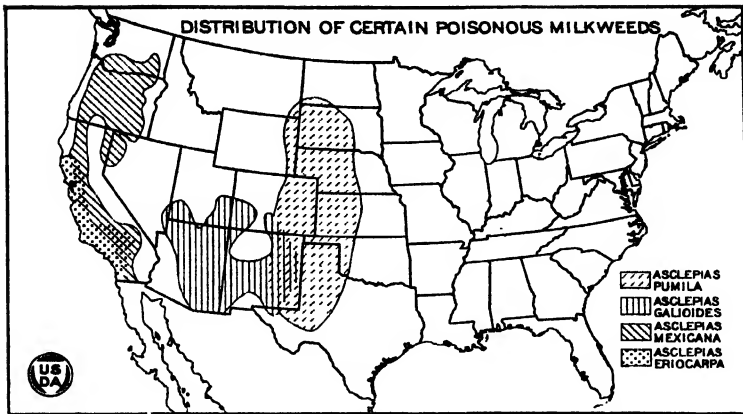 DISTRIBUTION OF CERTAIN POISONOUS MILKWEEDS
ASCLEPIAS
PUMILA
ASCLEPIAS
GALIOIDES
ASCLEPIAS
MEXICANA
ASCLEPIAS
ERIOCARPA
US
DA